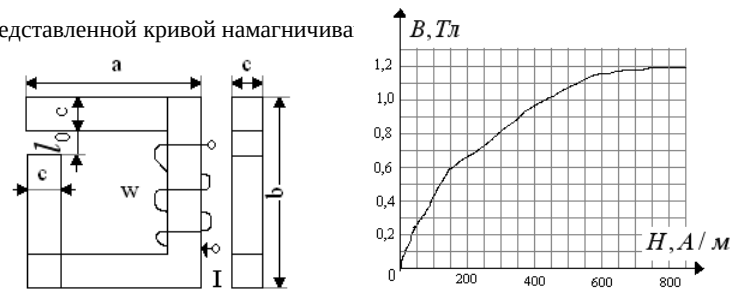 едставленной кривой намагничива
a
c
c
l0
c
w
b
I
B,Тл
1,2
1,0
0,8
0,6
0,4
0,2
0
200
400
600
800
H,А/м